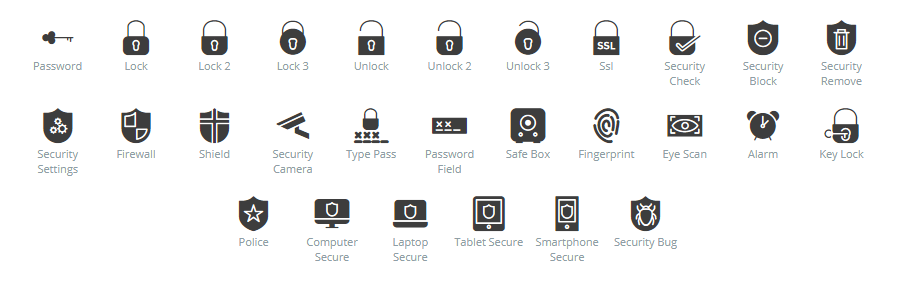 Password Lock Lock 2 Lock 3 Unlock Unlock 2 Unlock 3 SSL Ssl Security Check Security Block Security Remove
Security Settings Firewall Shield Security Camera Type Pass Password Field Safe Box Fingerprint Eye Scan Alarm Key Lock
Police Computer Secure Laptop Secure Tablet Secure Smartphone Secure Security Bug